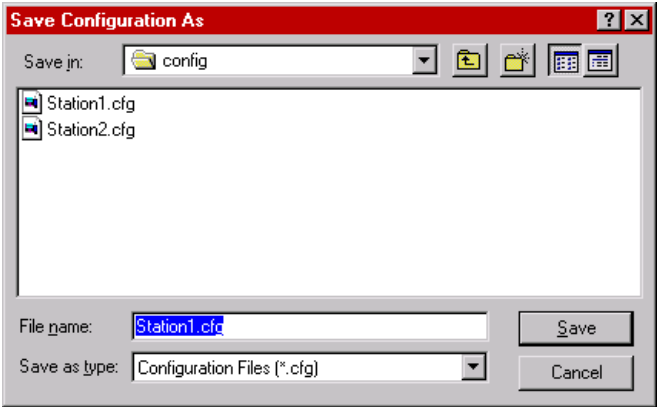 Save Configuration As
Save in: config
Station1.cfg
Station2.cfg
File name: Station1.cfg Save
Save as type: Configuration Files (*.cfg) Cancel